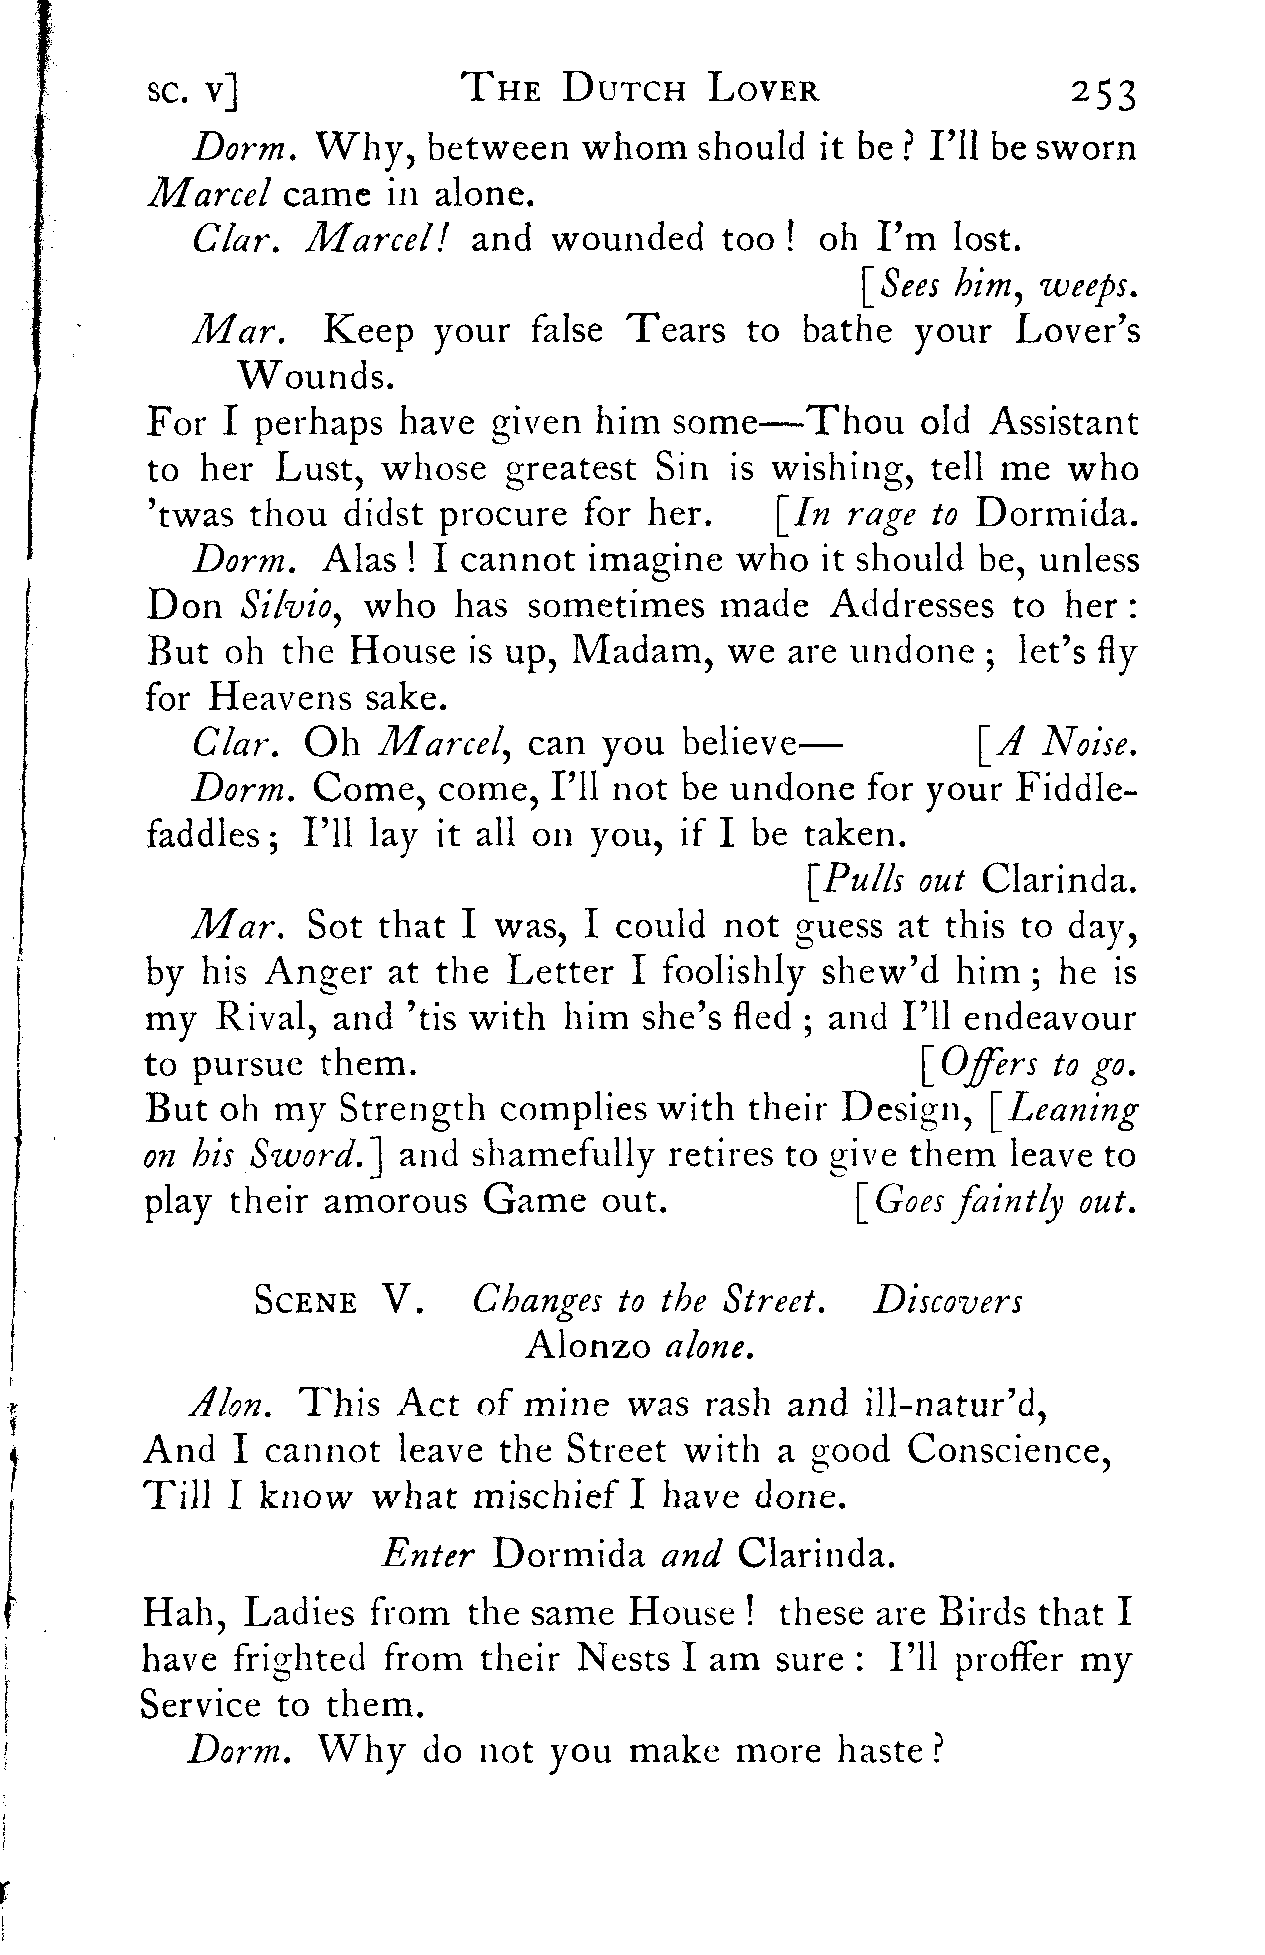 SC. V] THE DUTCH LOVER 253
Dorm. Why, between whom should it be? I'll be sworn
Marcel came in alone.
Clar. Marcel! and wounded too! oh I'm lost.
[Sees him, weeps.
Mar. Keep your false Tears to bathe your Lover's
Wounds.
For I perhaps have given him some—Thou old Assistant
to her Lust, whose greatest Sin is wishing, tell me who
'twas thou didst procure for her. [In rage to Dormida.
Dorm. Alas! I cannot imagine who it should be, unless
Don Silvio, who has sometimes made Addresses to her:
But oh the House is up, Madam, we are undone; let's fly
for Heavens sake.
Clar. Oh Marcel, can you believe— [A Noise.
Dorm. Come, come, I'll not be undone for your Fiddle-
faddles; I'll lay it all on you, if I be taken.
[Pulls out Clarinda.
Mar. Sot that I was, I could not guess at this to day,
by his Anger at the Letter I foolishly shew'd him; he is
my Rival, and 'tis with him she's fled; and I'll endeavour
to pursue them. [Offers to go.
But oh my Strength complies with their Design, [Leaning
on his Sword.] and shamefully retires to give them leave to
play their amorous Game out. [Goes faintly out.
SCENE V. Changes to the Street. Discovers
Alonzo alone.
Alon. This Act of mine was rash and ill-natur'd,
And I cannot leave the Street with a good Conscience,
Till I know what mischief I have done.
Enter Dormida and Clarinda.
Hah, Ladies from the same House! these are Birds that I
have frighted from their Nests I am sure: I'll proffer my
Service to them.
Dorm. Why do not you make more haste?